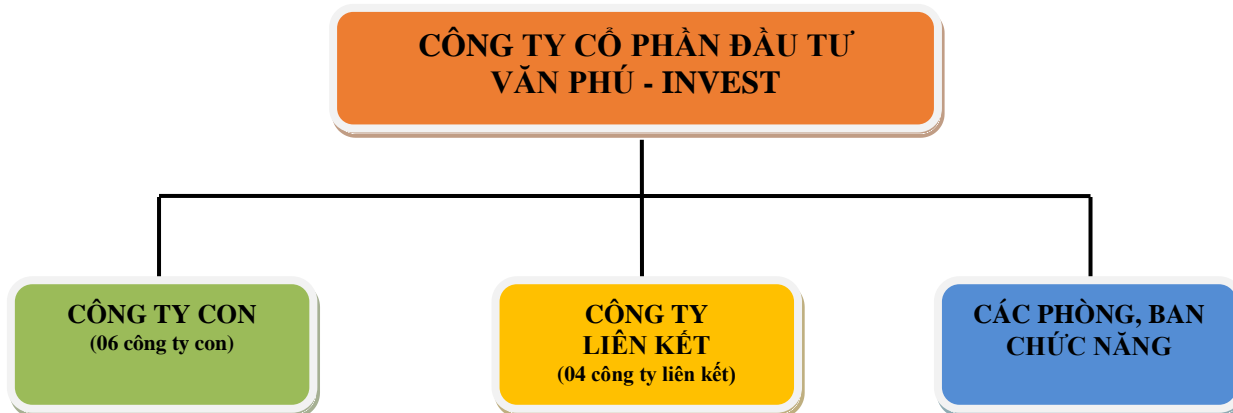 CÔNG TY CỔ PHẦN ĐẦU TƯ
VĂN PHÚ - INVEST
CÔNG TY CON
(06 công ty con)
CÔNG TY
LIÊN KẾT
(04 công ty liên kết)
CÁC PHÒNG, BAN
CHỨC NĂNG